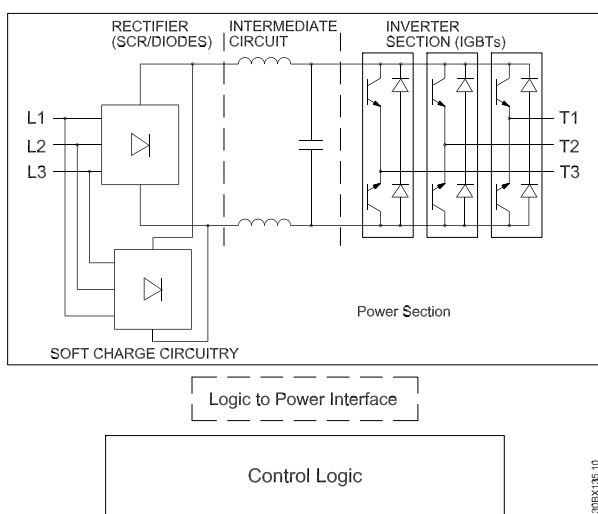 RECTIFIER
(SCR/DIODES)
INTERMEDIATE
CIRCUIT
INVERTER
SECTION (IGBTs)
L1
L2
L3
T1
T2
T3
Power Section
SOFT CHARGE CIRCUITRY
Logic to Power Interface
Control Logic